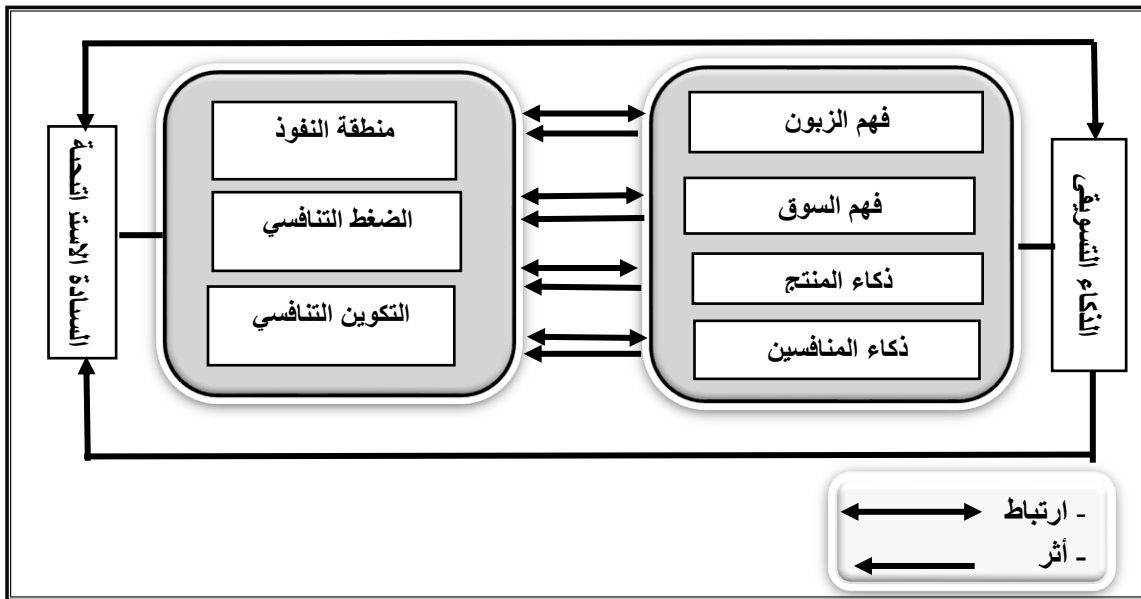 الذكاء التسويقي
فهم الزبون
فهم السوق
ذكاء المنتج
ذكاء المنافسين
منطقة النفوذ
الضغط التنافسي
التكوين التنافسي
السيادة الاستراتيجية
- ارتباط
- أثر